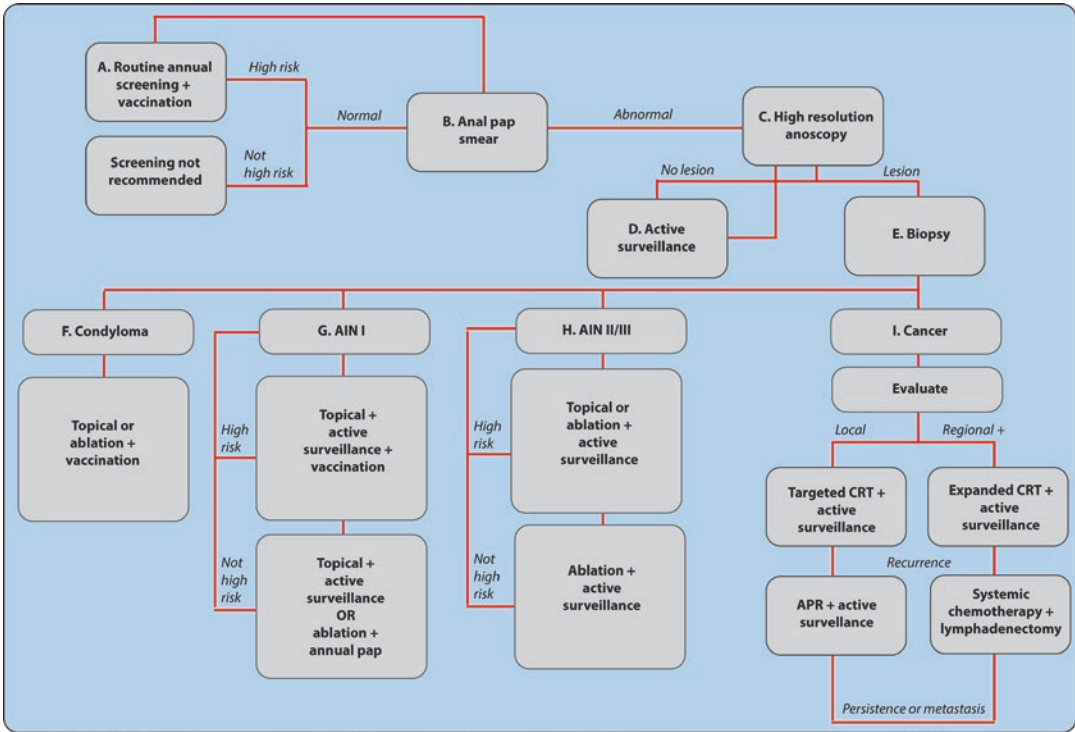 A. Routine annual
screening +
vaccination
High risk
Normal
B. Anal pap
smear
Abnormal
C. High resolution
anoscopy
Screening not
recommended
Not
high risk
No lesion
Lesion
D. Active
surveillance
E. Biopsy
F. Condyloma
G. AIN I
H. AIN II/III
I. Cancer
Topical or
ablation +
vaccination
High
risk
Topical +
active
surveillance +
vaccination
High
risk
Topical or
ablation +
active
surveillance
Evaluate
Local
Regional +
Targeted CRT +
active
surveillance
Expanded CRT +
active
surveillance
Not
high
risk
Topical +
active
surveillance
OR
ablation +
annual pap
Not
high
risk
Ablation +
active
surveillance
Recurrence
APR + active
survellance
Systemic
chemotherapy +
lymphadenectomy
Persistence or metastasis